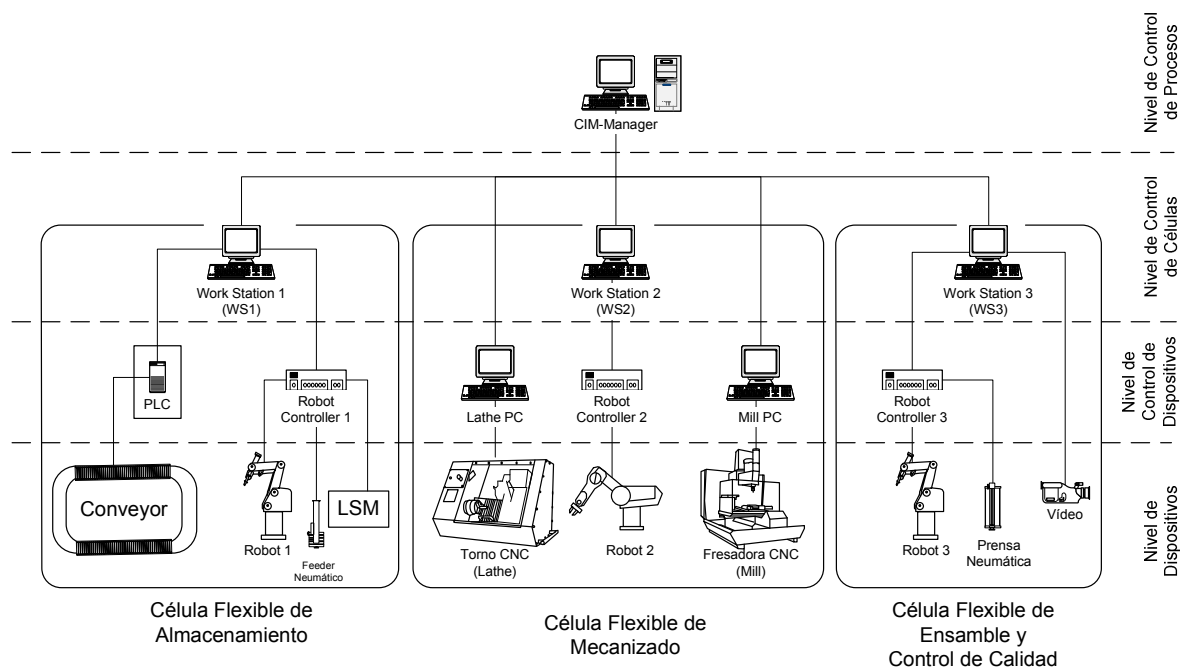 CIM-Manager
Nivel de Control
de Procesos
Work Station 1
(WS1)
Work Station 2
(WS2)
Work Station 3
(WS3)
Nivel de Control
de Células
PLC
Robot
Controller 1
Lathe PC
Robot
Controller 2
Mill PC
Robot
Controller 3
Nivel de
Control de
Dispositivos
Conveyor
Robot 1
Feeder
Neumático
LSM
Torno CNC
(Lathe)
Robot 2
Fresadora CNC
(Mill)
Robot 3
Prensa
Neumática
Vídeo
Nivel de
Dispositivos
Célula Flexible de
Almacenamiento
Célula Flexible de
Mecanizado
Célula Flexible de
Ensamble y
Control de Calidad